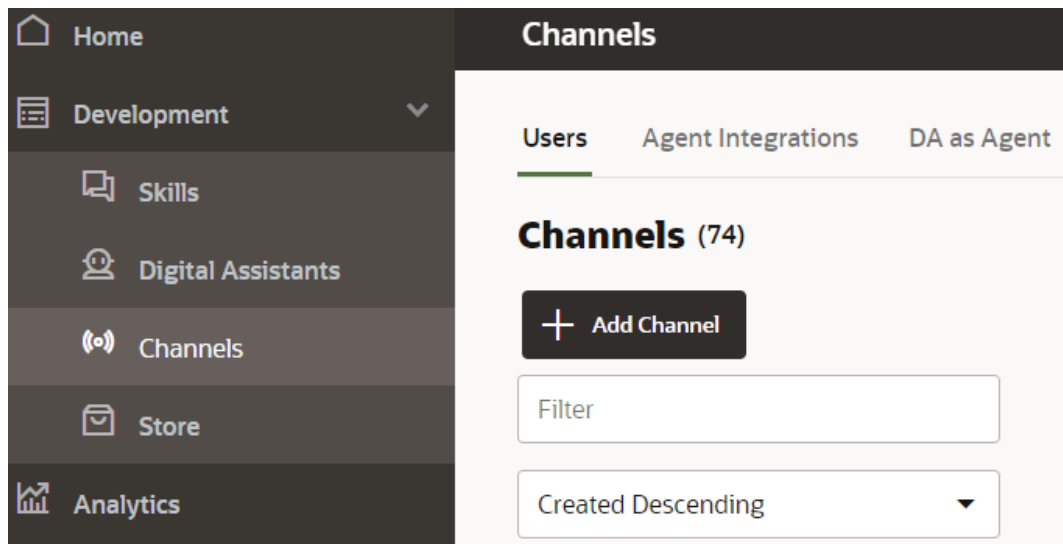 Home
Development
Skills
Digital Assistants
Channels
Store
Analytics
Channels
Users Agent Integrations DA as Agent
Channels (74)
Add Channel
Filter
Created Descending